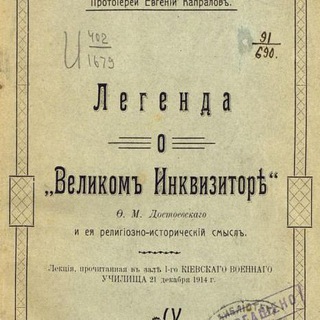 Протоіерей Евгеній Капраловъ.
91
690.
И 402
1679
Легенда
о
„Великомъ Инквизиторѣ“
Ѳ. М. Достоевскаго
и ея религіозно-историческій смыслъ.
Лекція, прочитанная въ залѣ 1-го КІЕВСКАГО ВОЕННАГО
УЧИЛИЩА 21 декабря 1914 г.